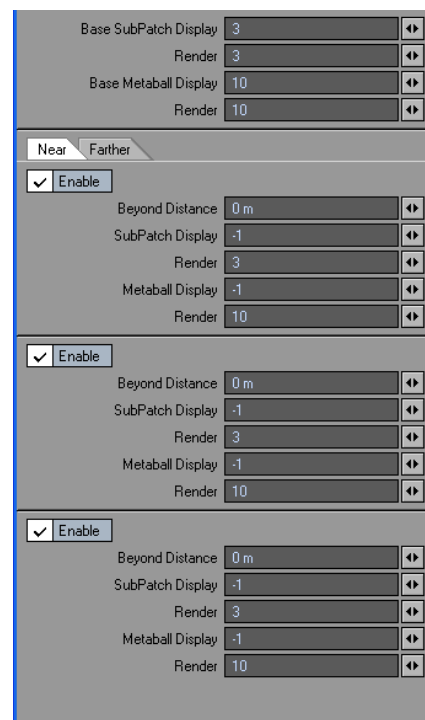 Base SubPatch Display 3
Render 3
Base Metaball Display 10
Render 10
Near Farther
Enable
Beyond Distance 0 m
SubPatch Display -1
Render 3
Metaball Display -1
Render 10
Enable
Beyond Distance 0 m
SubPatch Display -1
Render 3
Metaball Display -1
Render 10
Enable
Beyond Distance 0 m
SubPatch Display -1
Render 3
Metaball Display -1
Render 10